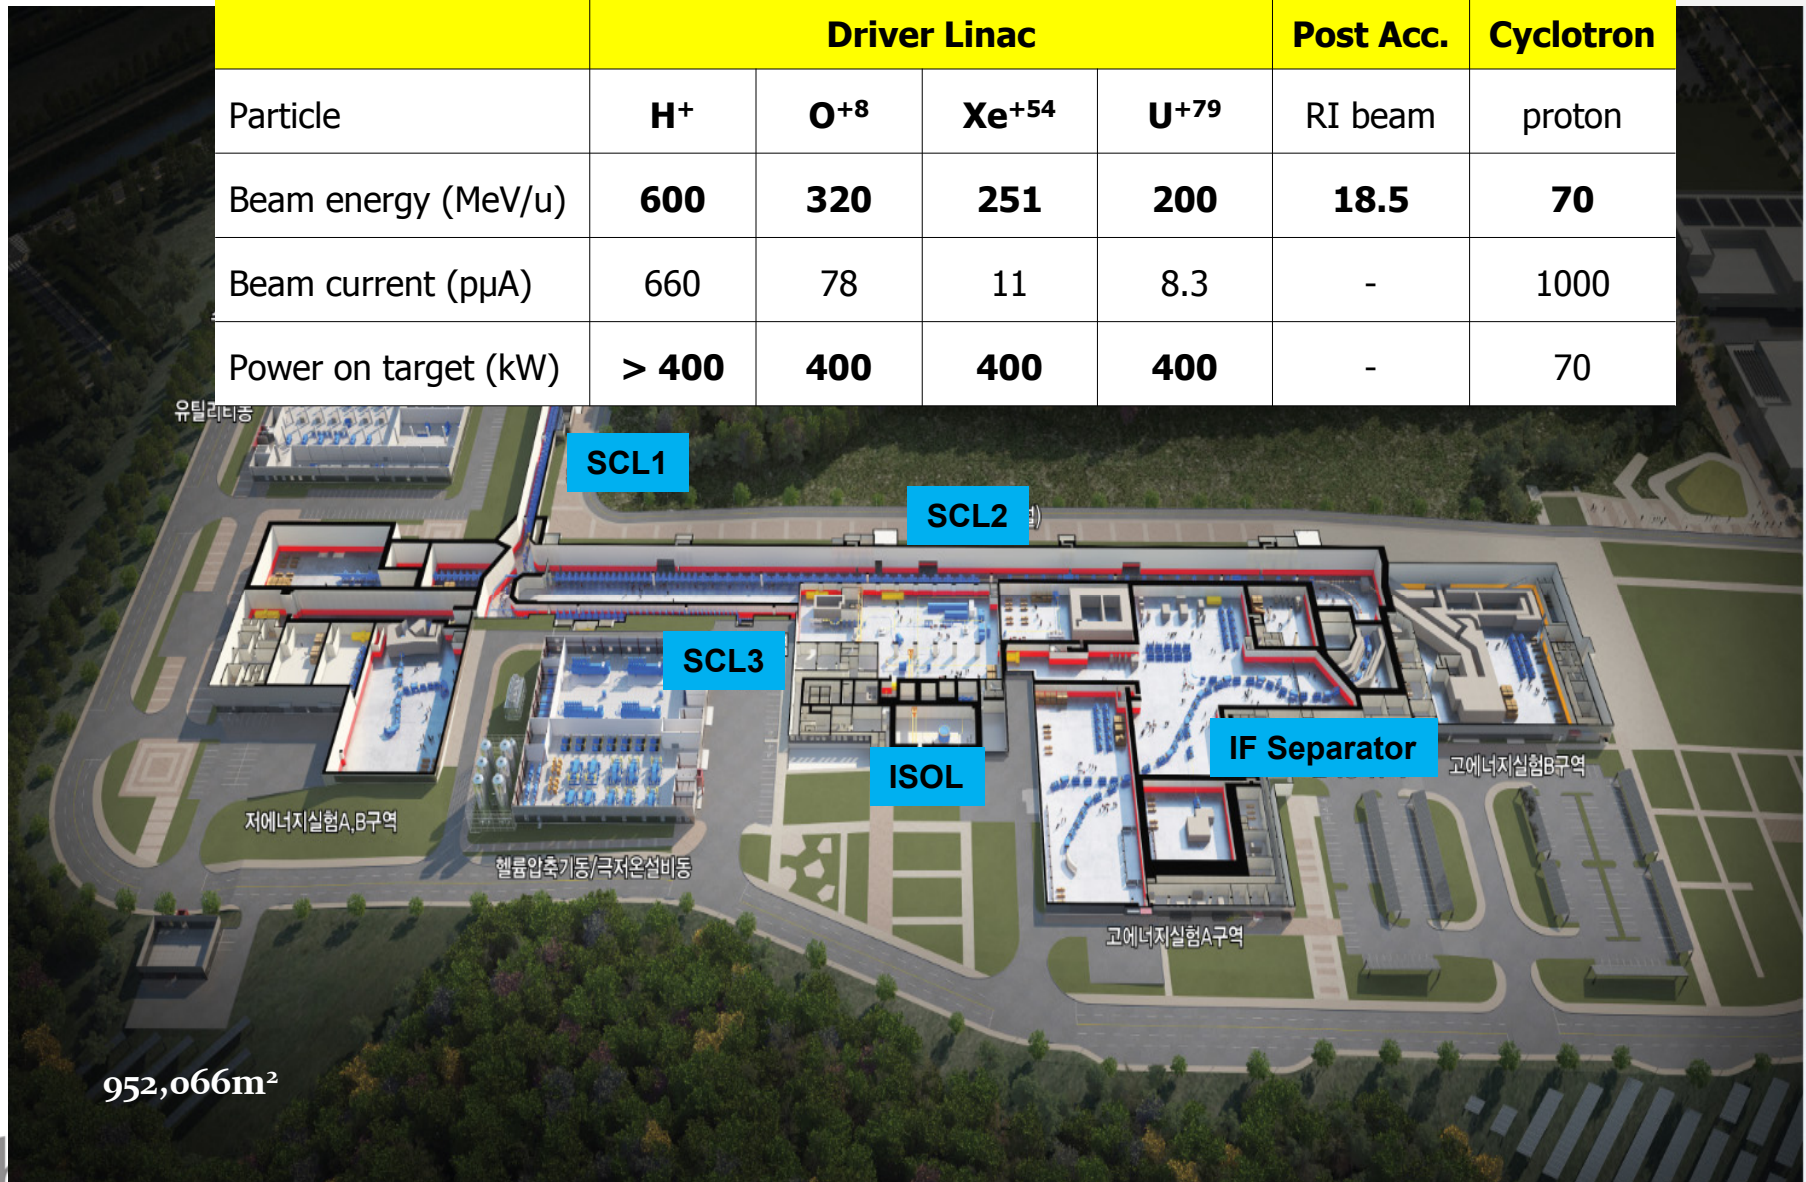 Driver Linac Post Acc. Cyclotron
Particle H⁺ O⁺⁸ Xe⁺⁵⁴ U⁺⁷⁹ RI beam proton
Beam energy (MeV/u) 600 320 251 200 18.5 70
Beam current (pμA) 660 78 11 8.3 - 1000
Power on target (kW) > 400 400 400 400 - 70
유틸리티동
SCL1
SCL2
SCL3
IF Separator
ISOL
고에너지실험B구역
저에너지실험A,B구역
헬륨압축기동/극저온설비동
고에너지실험A구역
952,066m²